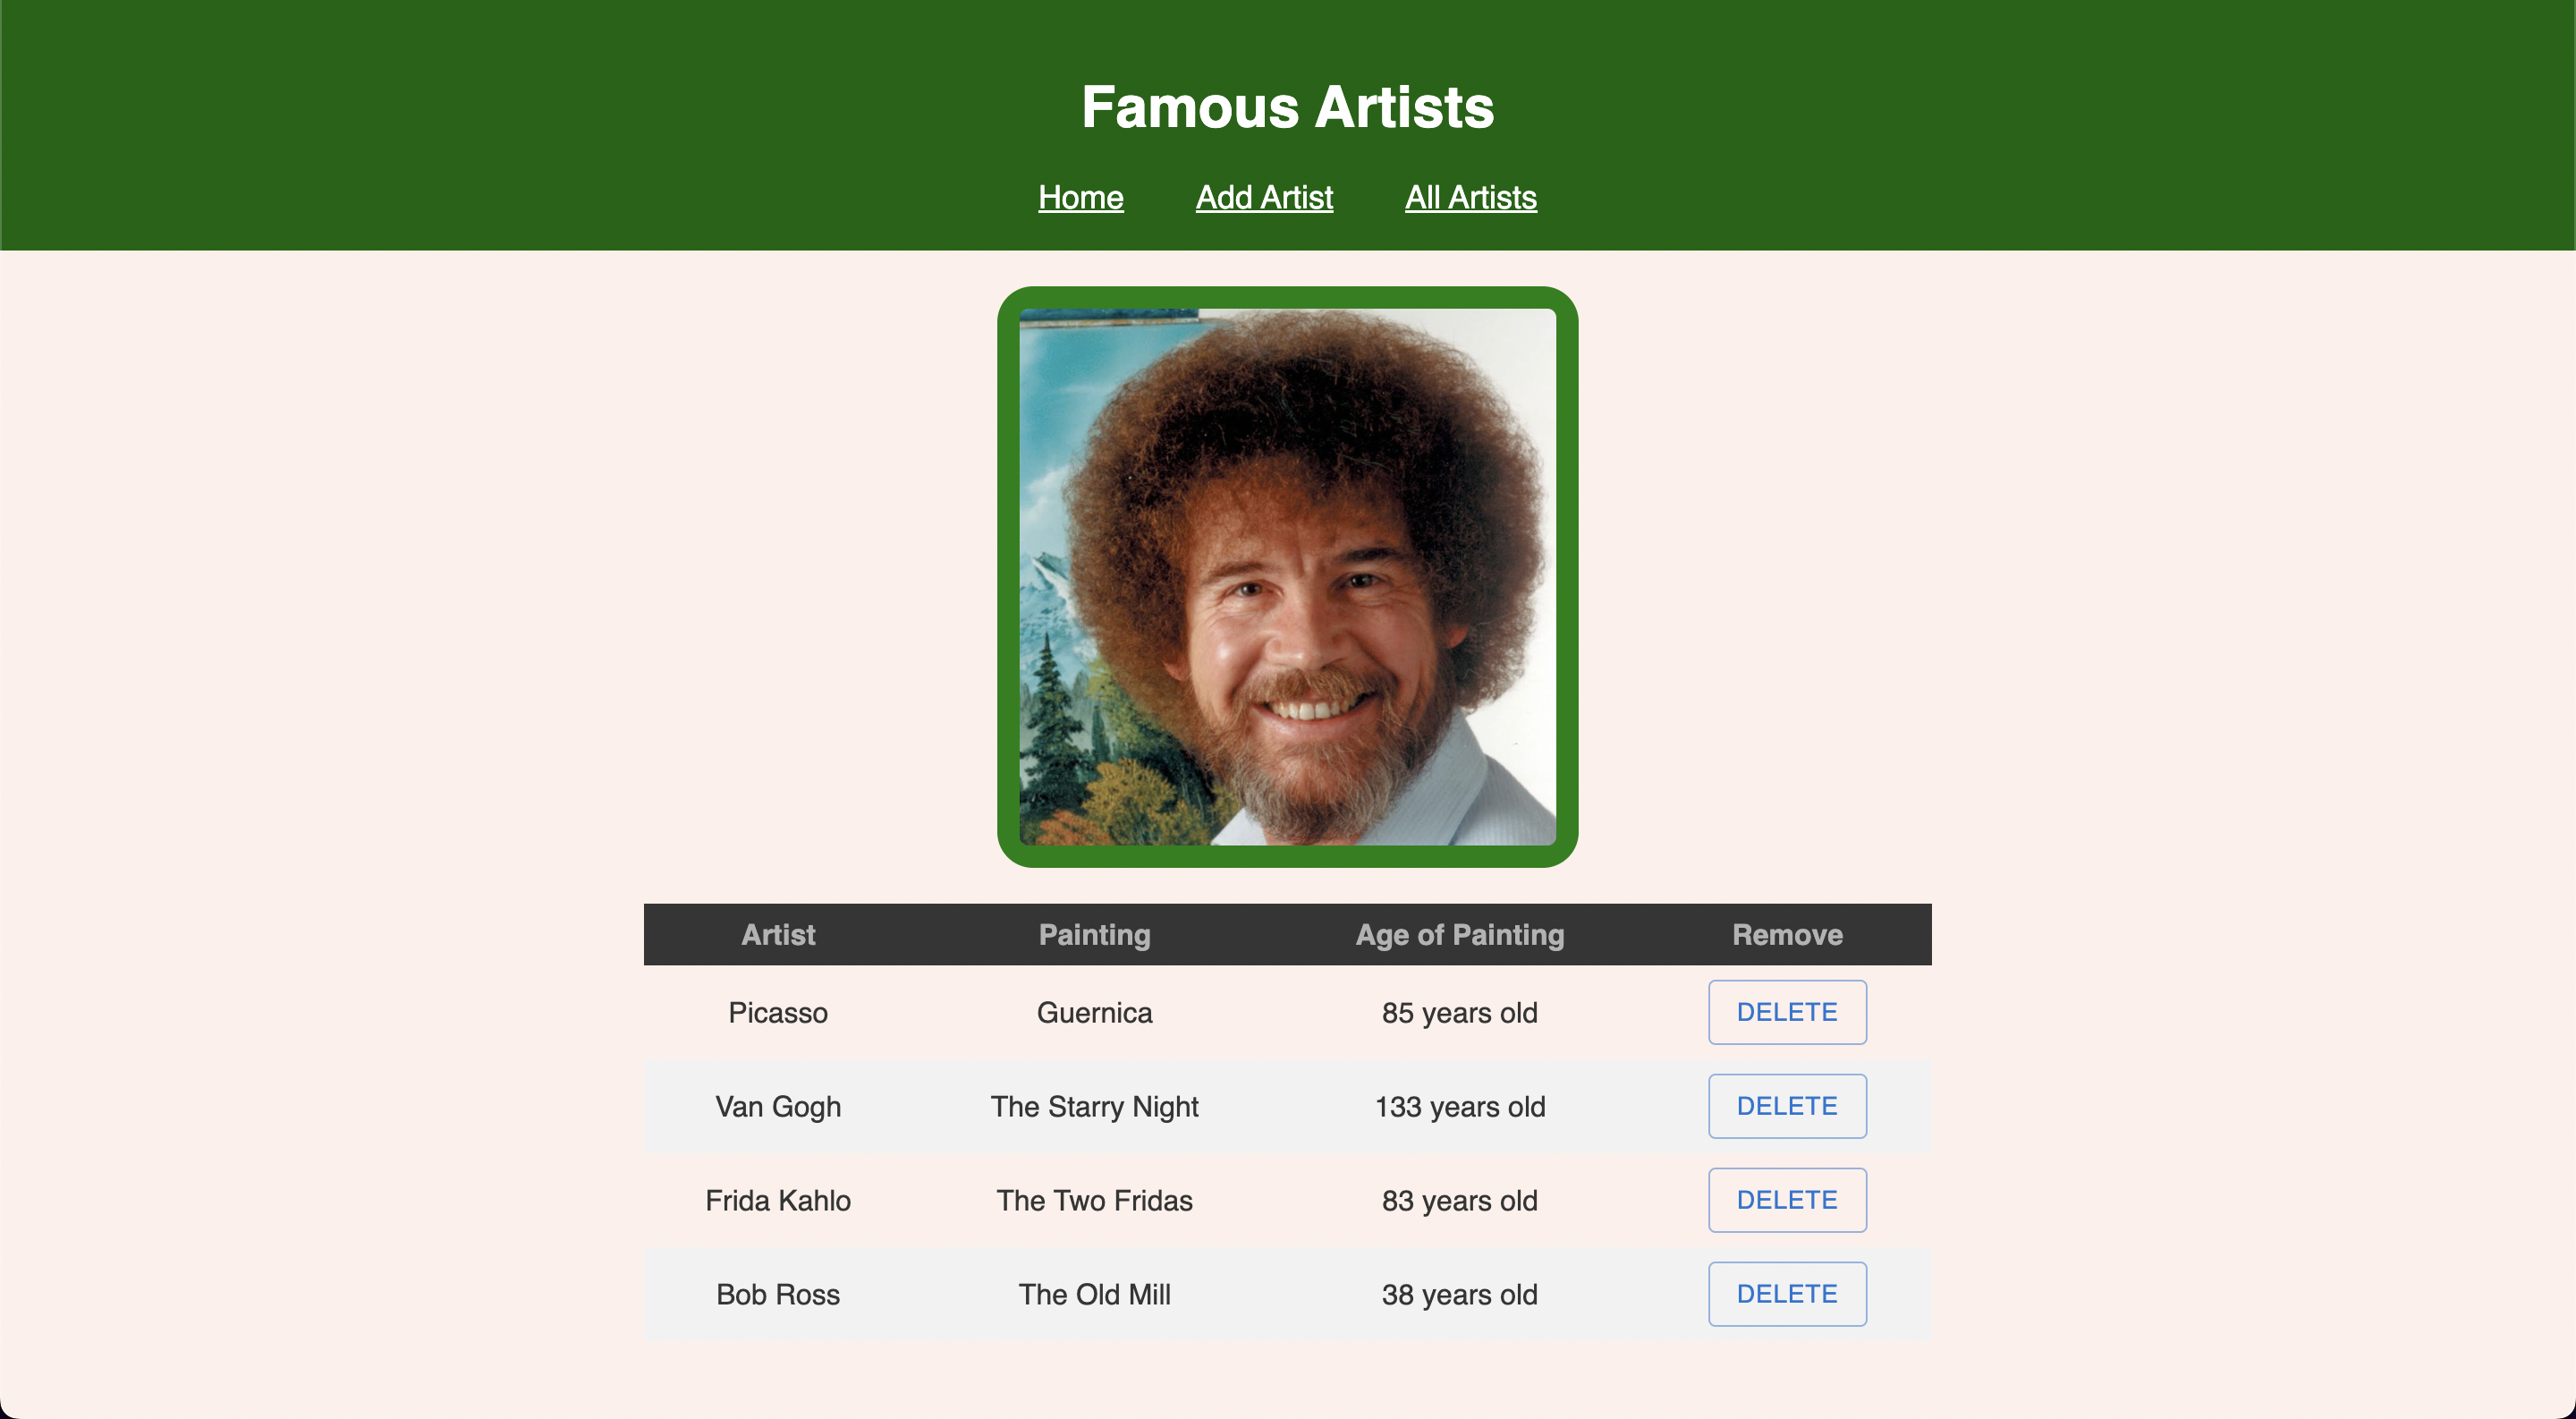 Famous Artists
Home Add Artist All Artists
Artist Painting Age of Painting Remove
Picasso Guernica 85 years old DELETE
Van Gogh The Starry Night 133 years old DELETE
Frida Kahlo The Two Fridas 83 years old DELETE
Bob Ross The Old Mill 38 years old DELETE